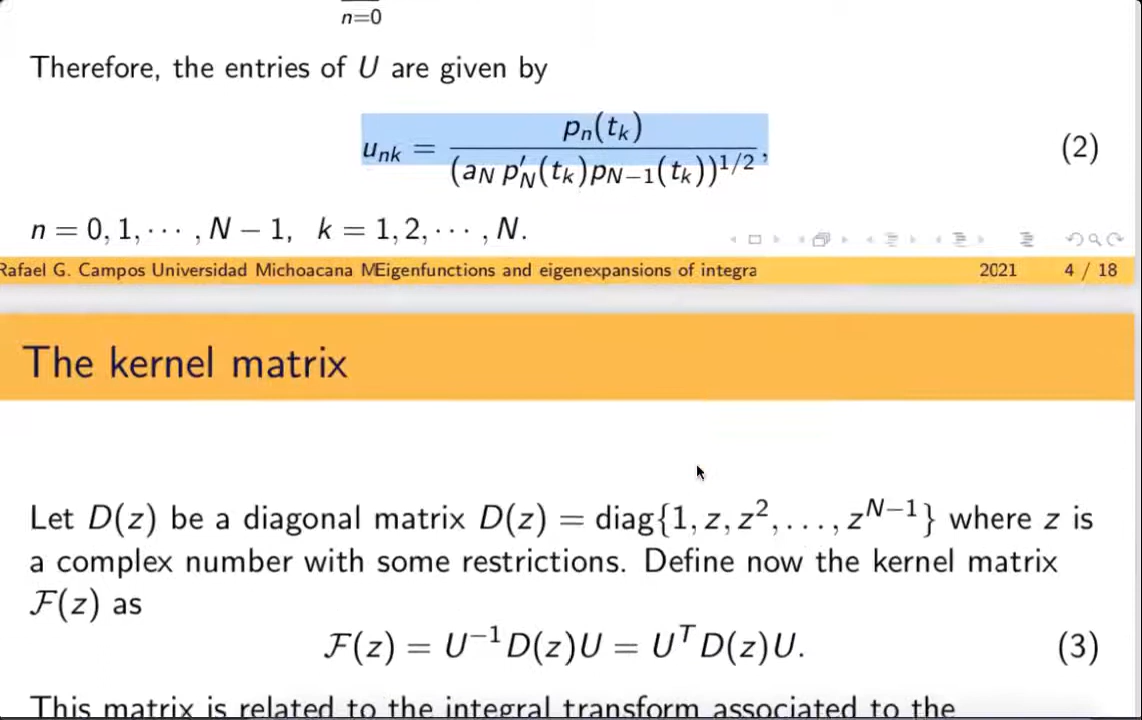 n=0
Therefore, the entries of U are given by
u_{nk} = \frac{p_n(t_k)}{(a_N p'_N(t_k)p_{N-1}(t_k))^{1/2}}, (2)
n = 0, 1, ⋯ , N − 1, k = 1, 2, ⋯ , N.
Rafael G. Campos Universidad Michoacana MEigenfunctions and eigenexpansions of integra 2021 4 / 18
The kernel matrix
Let D(z) be a diagonal matrix D(z) = diag{1, z, z², . . . , z^{N−1}} where z is
a complex number with some restrictions. Define now the kernel matrix
ℱ(z) as
ℱ(z) = U^{−1}D(z)U = U^T D(z)U. (3)
This matrix is related to the integral transform associated to the